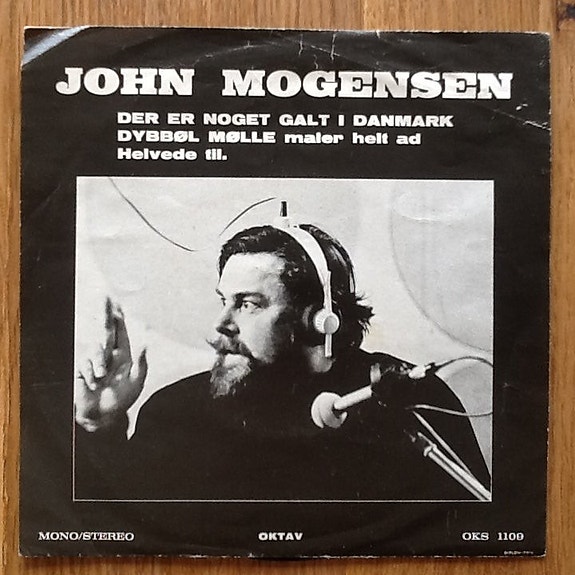 JOHN MOGENSEN
DER ER NOGET GALT I DANMARK
DYBBØL MØLLE maler helt ad
Helvede til.
MONO/STEREO OKTAV OKS 1109